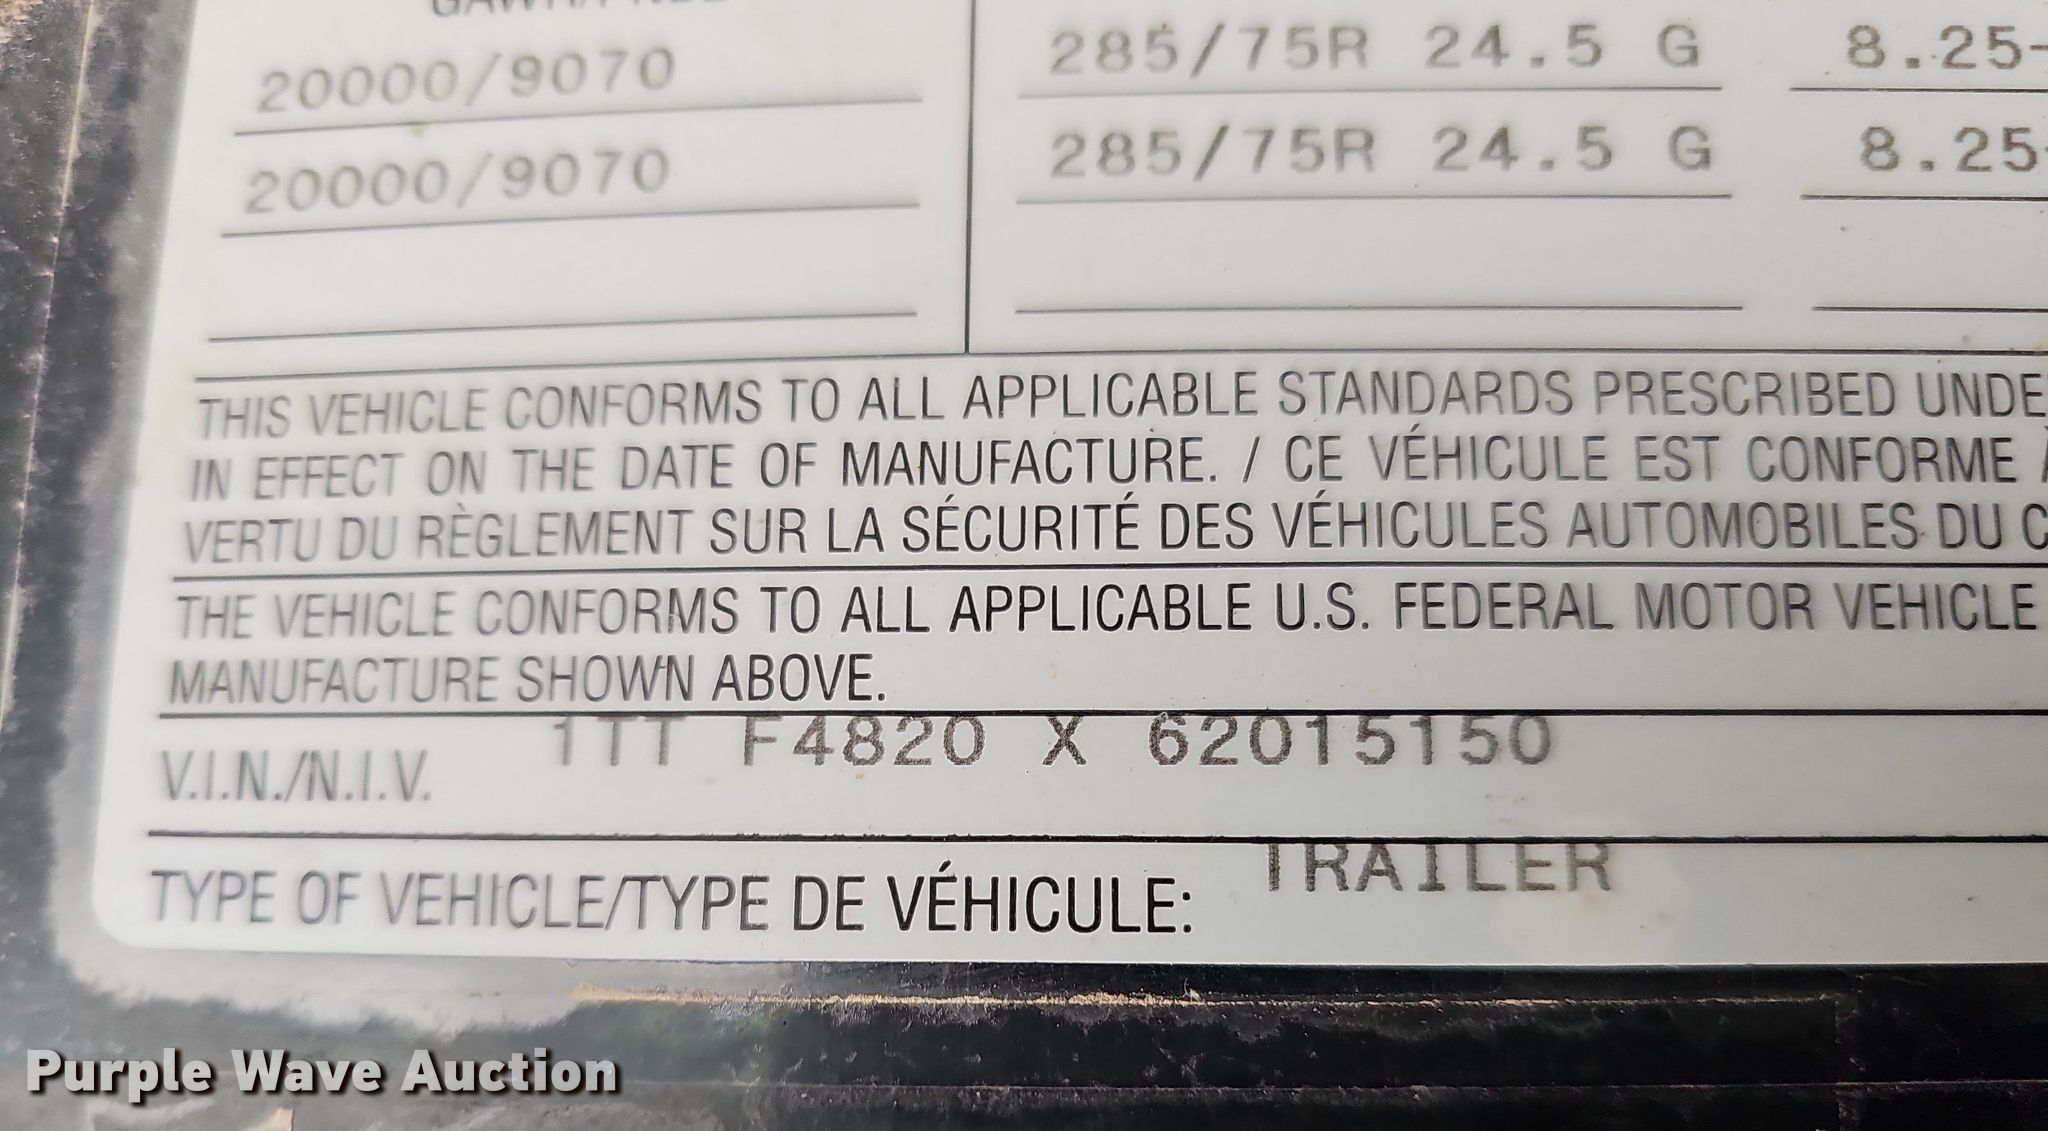 20000/9070 285/75R 24.5 G 8.25-
20000/9070 285/75R 24.5 G 8.25-
THIS VEHICLE CONFORMS TO ALL APPLICABLE STANDARDS PRESCRIBED UNDE
IN EFFECT ON THE DATE OF MANUFACTURE. / CE VÉHICULE EST CONFORME À
VERTU DU RÈGLEMENT SUR LA SÉCURITÉ DES VÉHICULES AUTOMOBILES DU C
THE VEHICLE CONFORMS TO ALL APPLICABLE U.S. FEDERAL MOTOR VEHICLE
MANUFACTURE SHOWN ABOVE.
V.I.N./N.I.V. 1TT F4820 X 62015150
TYPE OF VEHICLE/TYPE DE VÉHICULE: TRAILER
Purple Wave Auction